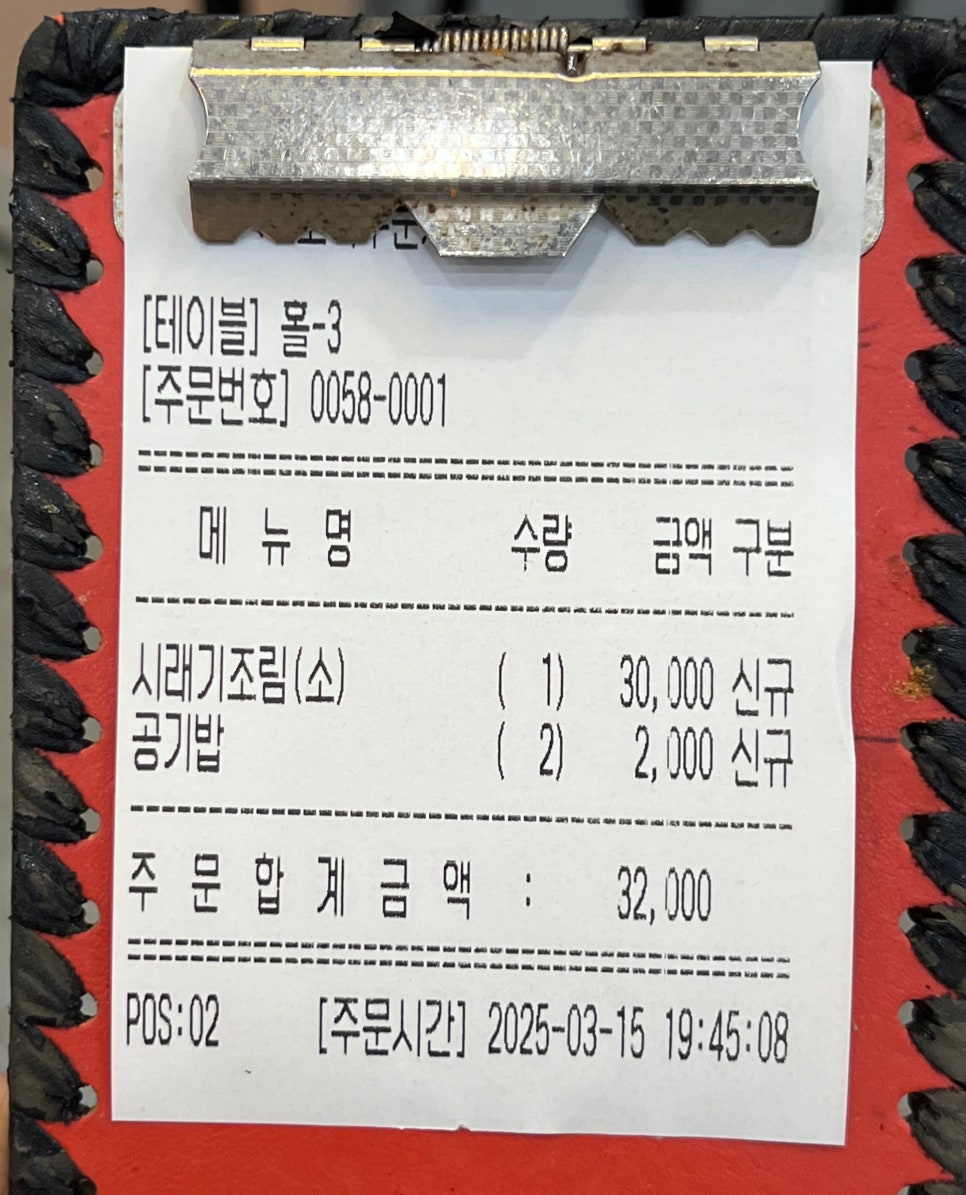 [테이블] 홀-3
[주문번호] 0058-0001
메 뉴 명 수량 금액 구분
시래기조림(소) ( 1) 30,000 신규
공기밥 ( 2) 2,000 신규
주 문 합 계 금 액 : 32,000
POS:02 [주문시간] 2025-03-15 19:45:08